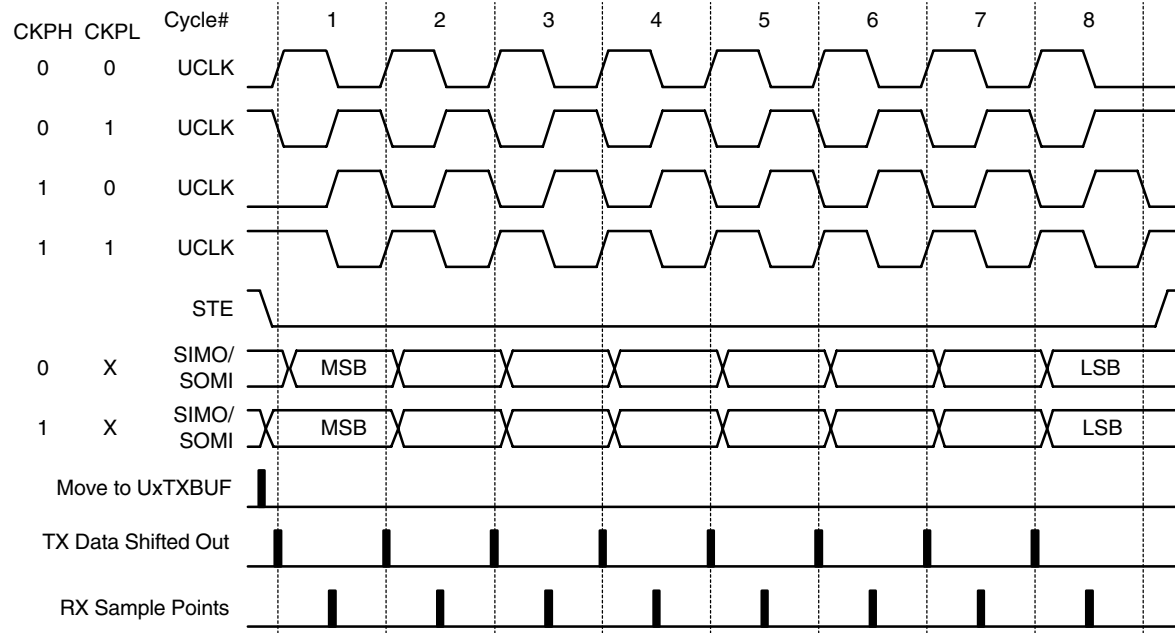 CKPH CKPL Cycle# 1 2 3 4 5 6 7 8
0 0 UCLK
0 1 UCLK
1 0 UCLK
1 1 UCLK
STE
0 X SIMO/
SOMI MSB LSB
1 X SIMO/
SOMI MSB LSB
Move to UxTXBUF
TX Data Shifted Out
RX Sample Points